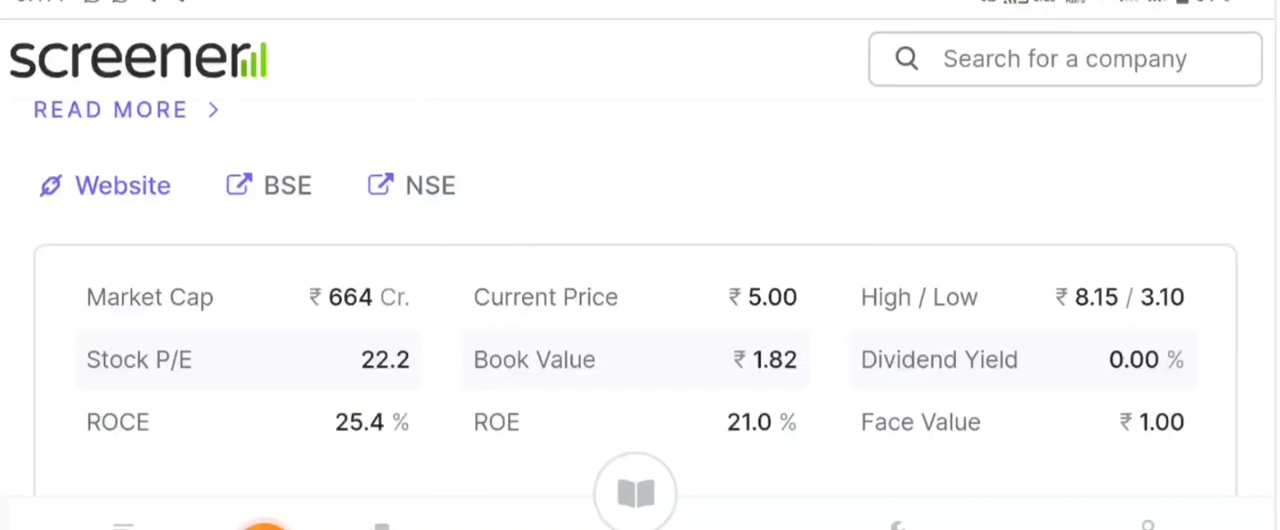 screener
Search for a company
READ MORE >
Website BSE NSE
Market Cap ₹ 664 Cr. Current Price ₹ 5.00 High / Low ₹ 8.15 / 3.10
Stock P/E 22.2 Book Value ₹ 1.82 Dividend Yield 0.00 %
ROCE 25.4 % ROE 21.0 % Face Value ₹ 1.00